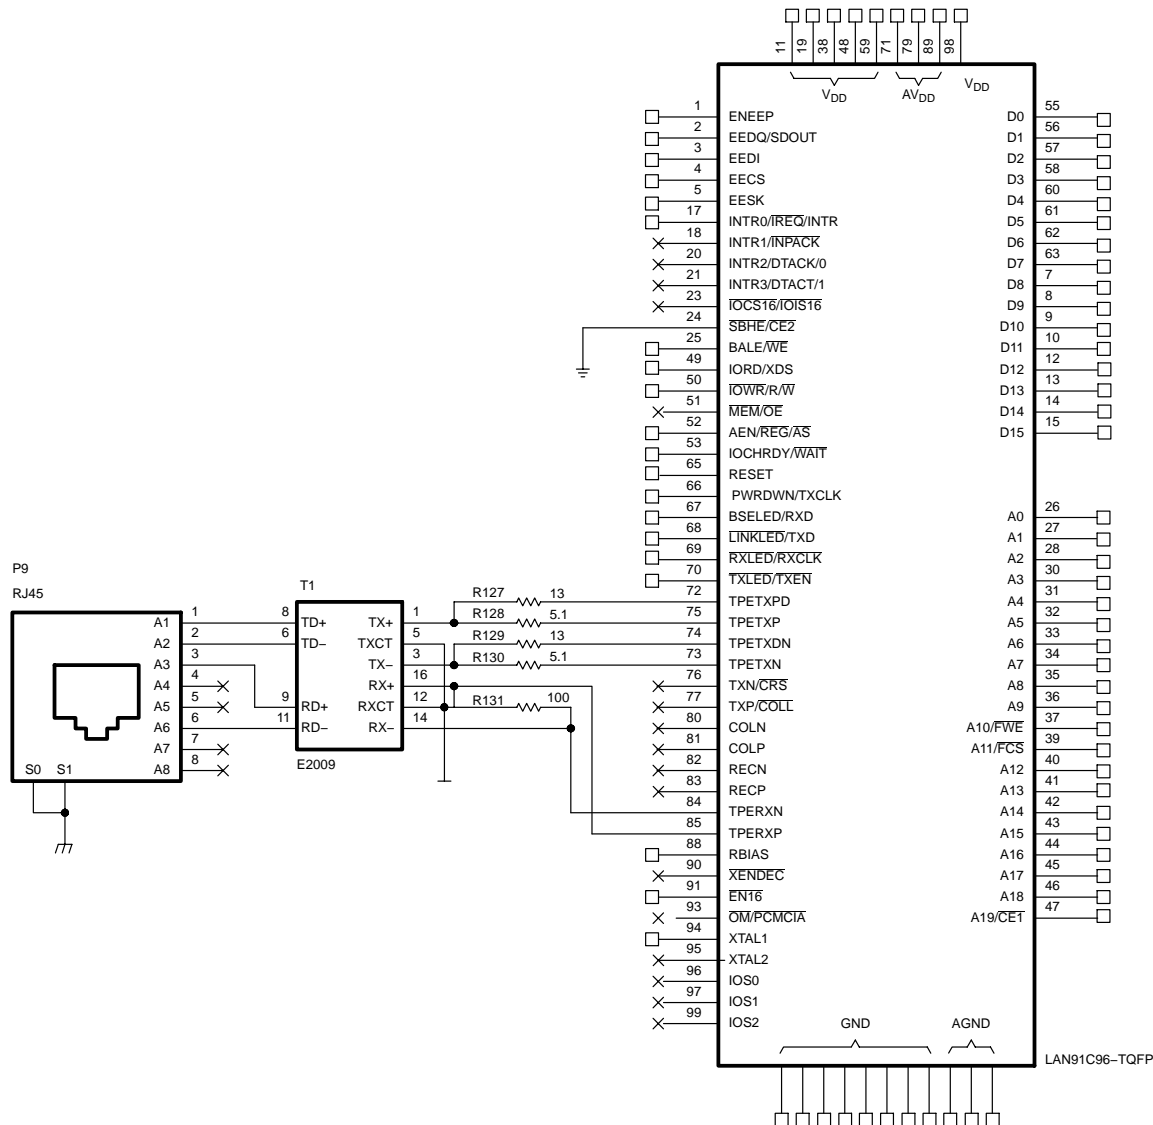 11 19 38 48 59 71 79 89 98
VDD AVDD VDD
1 ENEEP D0 55
2 EEDQ/SDOUT D1 56
3 EEDI D2 57
4 EECS D3 58
5 EESK D4 60
17 INTR0/IREQ/INTR D5 61
18 INTR1/INPACK D6 62
20 INTR2/DTACK/0 D7 63
21 INTR3/DTACT/1 D8 7
23 IOCS16/IOIS16 D9 8
24 SBHE/CE2 D10 9
25 BALE/WE D11 10
49 IORD/XDS D12 12
50 IOWR/R/W D13 13
51 MEM/OE D14 14
52 AEN/REG/AS D15 15
53 IOCHRDY/WAIT
65 RESET
66 PWRDWN/TXCLK
67 BSELED/RXD A0 26
68 LINKLED/TXD A1 27
69 RXLED/RXCLK A2 28
70 TXLED/TXEN A3 30
72 TPETXPD A4 31
75 TPETXP A5 32
74 TPETXDN A6 33
73 TPETXN A7 34
76 TXN/CRS A8 35
77 TXP/COLL A9 36
80 COLN A10/FWE 37
81 COLP A11/FCS 39
82 RECN A12 40
83 RECP A13 41
84 TPERXN A14 42
85 TPERXP A15 43
88 RBIAS A16 44
90 XENDEC A17 45
91 EN16 A18 46
93 OM/PCMCIA A19/CE1 47
94 XTAL1
95 XTAL2
96 IOS0
97 IOS1
99 IOS2
GND AGND
LAN91C96–TQFP
P9
RJ45
A1 1
A2 2
A3 3
A4 4
A5 5
A6 6
A7 7
A8 8
S0 S1
T1
8 TD+ TX+ 1
6 TD– TXCT 5
TX– 3
RX+ 16
9 RD+ RXCT 12
11 RD– RX– 14
E2009
R127 13
R128 5.1
R129 13
R130 5.1
R131 100